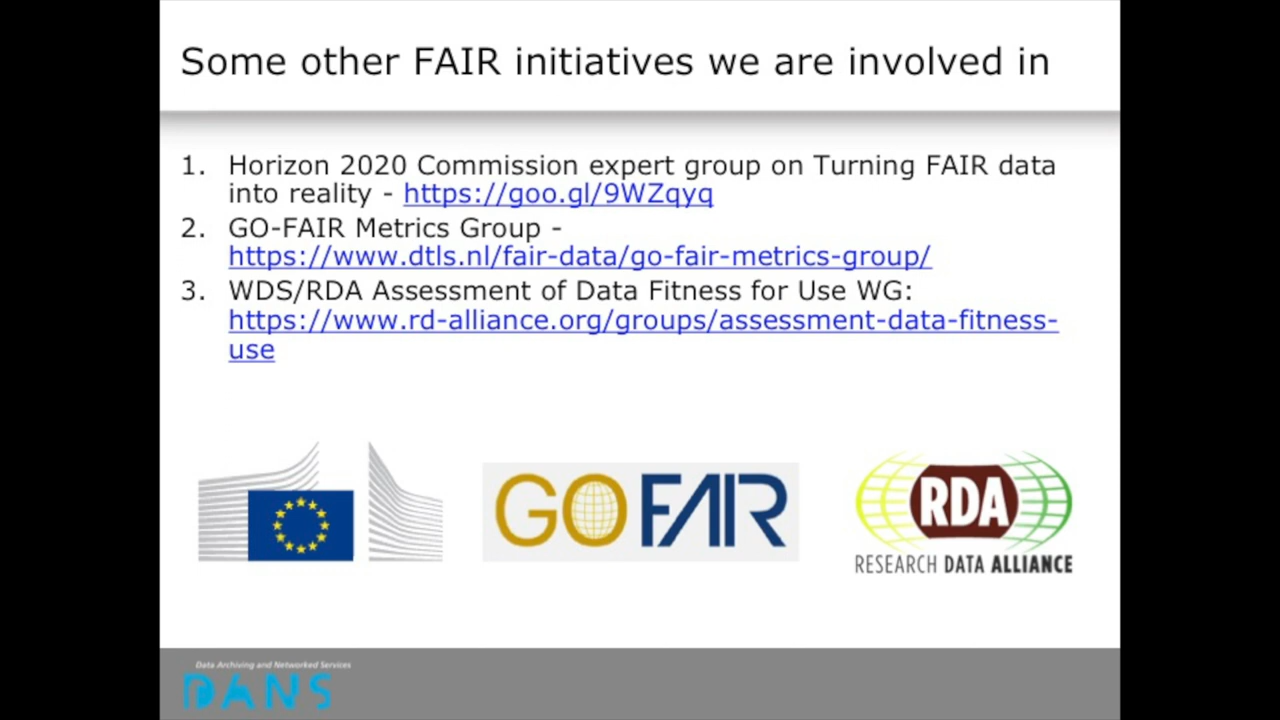 Some other FAIR initiatives we are involved in
1. Horizon 2020 Commission expert group on Turning FAIR data
into reality - https://goo.gl/9WZqyq
2. GO-FAIR Metrics Group -
https://www.dtls.nl/fair-data/go-fair-metrics-group/
3. WDS/RDA Assessment of Data Fitness for Use WG:
https://www.rd-alliance.org/groups/assessment-data-fitness-
use
GO FAIR
RDA
RESEARCH DATA ALLIANCE
Data Archiving and Networked Services
DANS